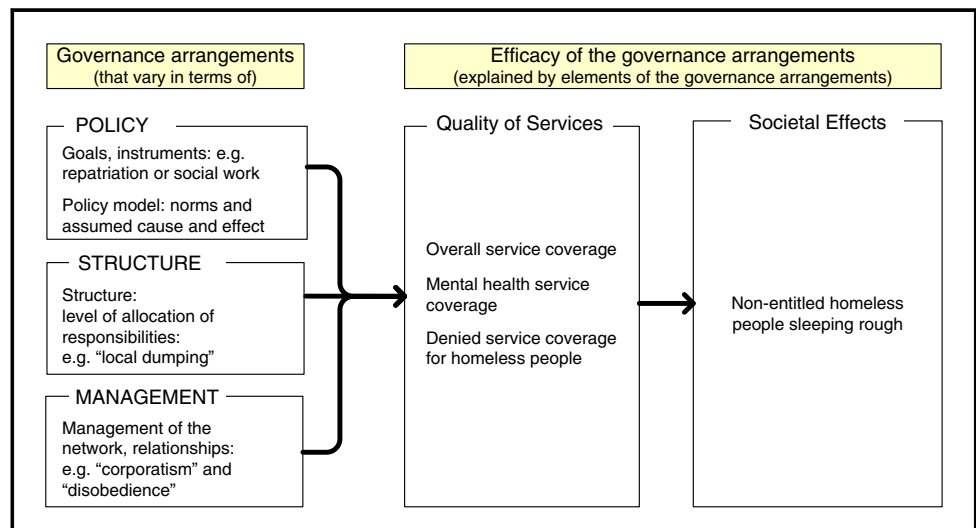 Governance arrangements
(that vary in terms of)
Efficacy of the governance arrangements
(explained by elements of the governance arrangements)
POLICY
Goals, instruments: e.g.
repatriation or social work
Policy model: norms and
assumed cause and effect
STRUCTURE
Structure:
level of allocation of
responsibilities:
e.g. “local dumping”
MANAGEMENT
Management of the
network, relationships:
e.g. “corporatism” and
“disobedience”
Quality of Services
Overall service coverage
Mental health service
coverage
Denied service coverage
for homeless people
Societal Effects
Non-entitled homeless
people sleeping rough